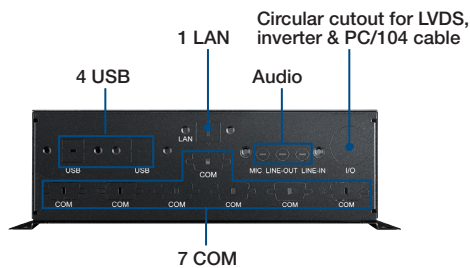 Circular cutout for LVDS,
inverter & PC/104 cable
1 LAN
4 USB
Audio
LAN
USB
USB
COM
MIC LINE-OUT LINE-IN
I/O
COM
COM
COM
COM
COM
COM
7 COM